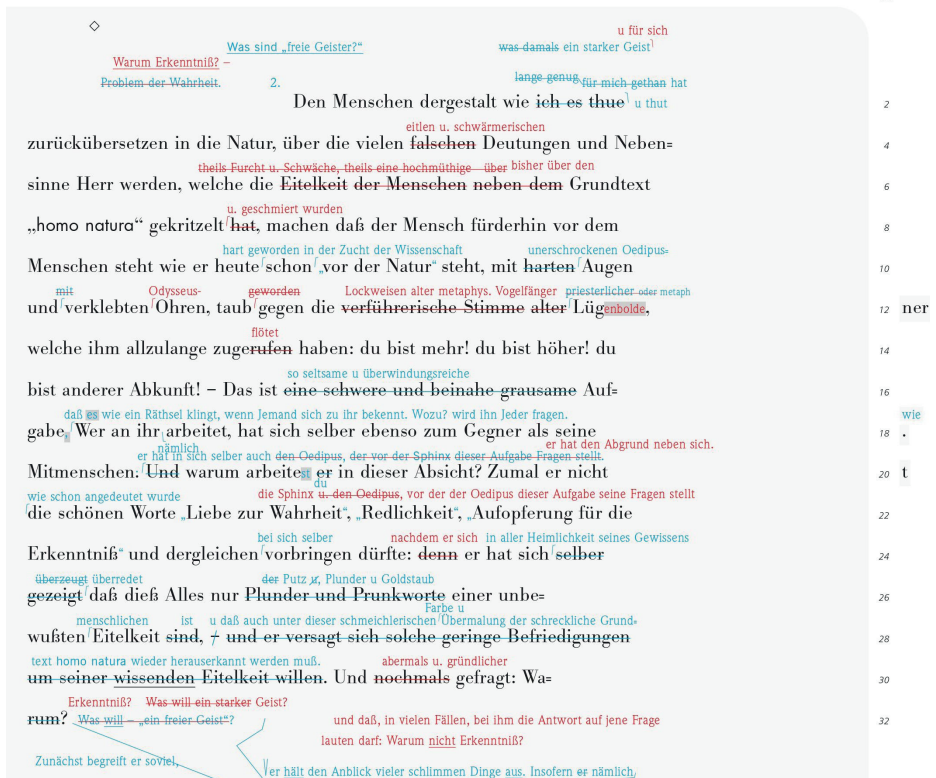 ◇
u für sich
Was sind „freie Geister?“ was damals ein starker Geist
Warum Erkenntniß? –
lange genug für mich gethan hat
Problem der Wahrheit. 2.
Den Menschen dergestalt wie ich es thue u thut 2
eitlen u. schwärmerischen
zurückübersetzen in die Natur, über die vielen falschen Deutungen und Neben= 4
theils Furcht u. Schwäche, theils eine hochmüthige über bisher über den
sinne Herr werden, welche die Eitelkeit der Menschen neben dem Grundtext 6
u. geschmiert wurden
„homo natura“ gekritzelt hat, machen daß der Mensch fürderhin vor dem 8
hart geworden in der Zucht der Wissenschaft unerschrockenen Oedipus=
Menschen steht wie er heute schon „vor der Natur“ steht, mit harten Augen 10
mit Odysseus- geworden Lockweisen alter metaphys. Vogelfänger priesterlicher oder metaph
und verklebten Ohren, taub gegen die verführerische Stimme alter Lügenbolde, 12 ner
flötet
welche ihm allzulange zugerufen haben: du bist mehr! du bist höher! du 14
so seltsame u überwindungsreiche
bist anderer Abkunft! – Das ist eine schwere und beinahe grausame Auf= 16
daß es wie ein Räthsel klingt, wenn Jemand sich zu ihr bekennt. Wozu? wird ihn Jeder fragen. wie
gabe, Wer an ihr arbeitet, hat sich selber ebenso zum Gegner als seine 18 .
nämlich er hat den Abgrund neben sich.
er hat in sich selber auch den Oedipus, der vor der Sphinx dieser Aufgabe Fragen stellt.
Mitmenschen. Und warum arbeitest er in dieser Absicht? Zumal er nicht 20 t
du
wie schon angedeutet wurde die Sphinx u. den Oedipus, vor der der Oedipus dieser Aufgabe seine Fragen stellt
die schönen Worte „Liebe zur Wahrheit“, „Redlichkeit“, „Aufopferung für die 22
bei sich selber nachdem er sich in aller Heimlichkeit seines Gewissens
Erkenntniß“ und dergleichen vorbringen dürfte: denn er hat sich selber 24
überzeugt überredet der Putz u, Plunder u Goldstaub
gezeigt daß dieß Alles nur Plunder und Prunkworte einer unbe= 26
Farbe u
menschlichen ist u daß auch unter dieser schmeichlerischen Übermalung der schreckliche Grund=
wußten Eitelkeit sind, / und er versagt sich solche geringe Befriedigungen 28
text homo natura wieder herauserkannt werden muß. abermals u. gründlicher
um seiner wissenden Eitelkeit willen. Und nochmals gefragt: Wa= 30
Erkenntniß? Was will ein starker Geist?
rum? Was will – „ein freier Geist“? und daß, in vielen Fällen, bei ihm die Antwort auf jene Frage 32
lauten darf: Warum nicht Erkenntniß?
Zunächst begreift er soviel,
er hält den Anblick vieler schlimmen Dinge aus. Insofern er nämlich,